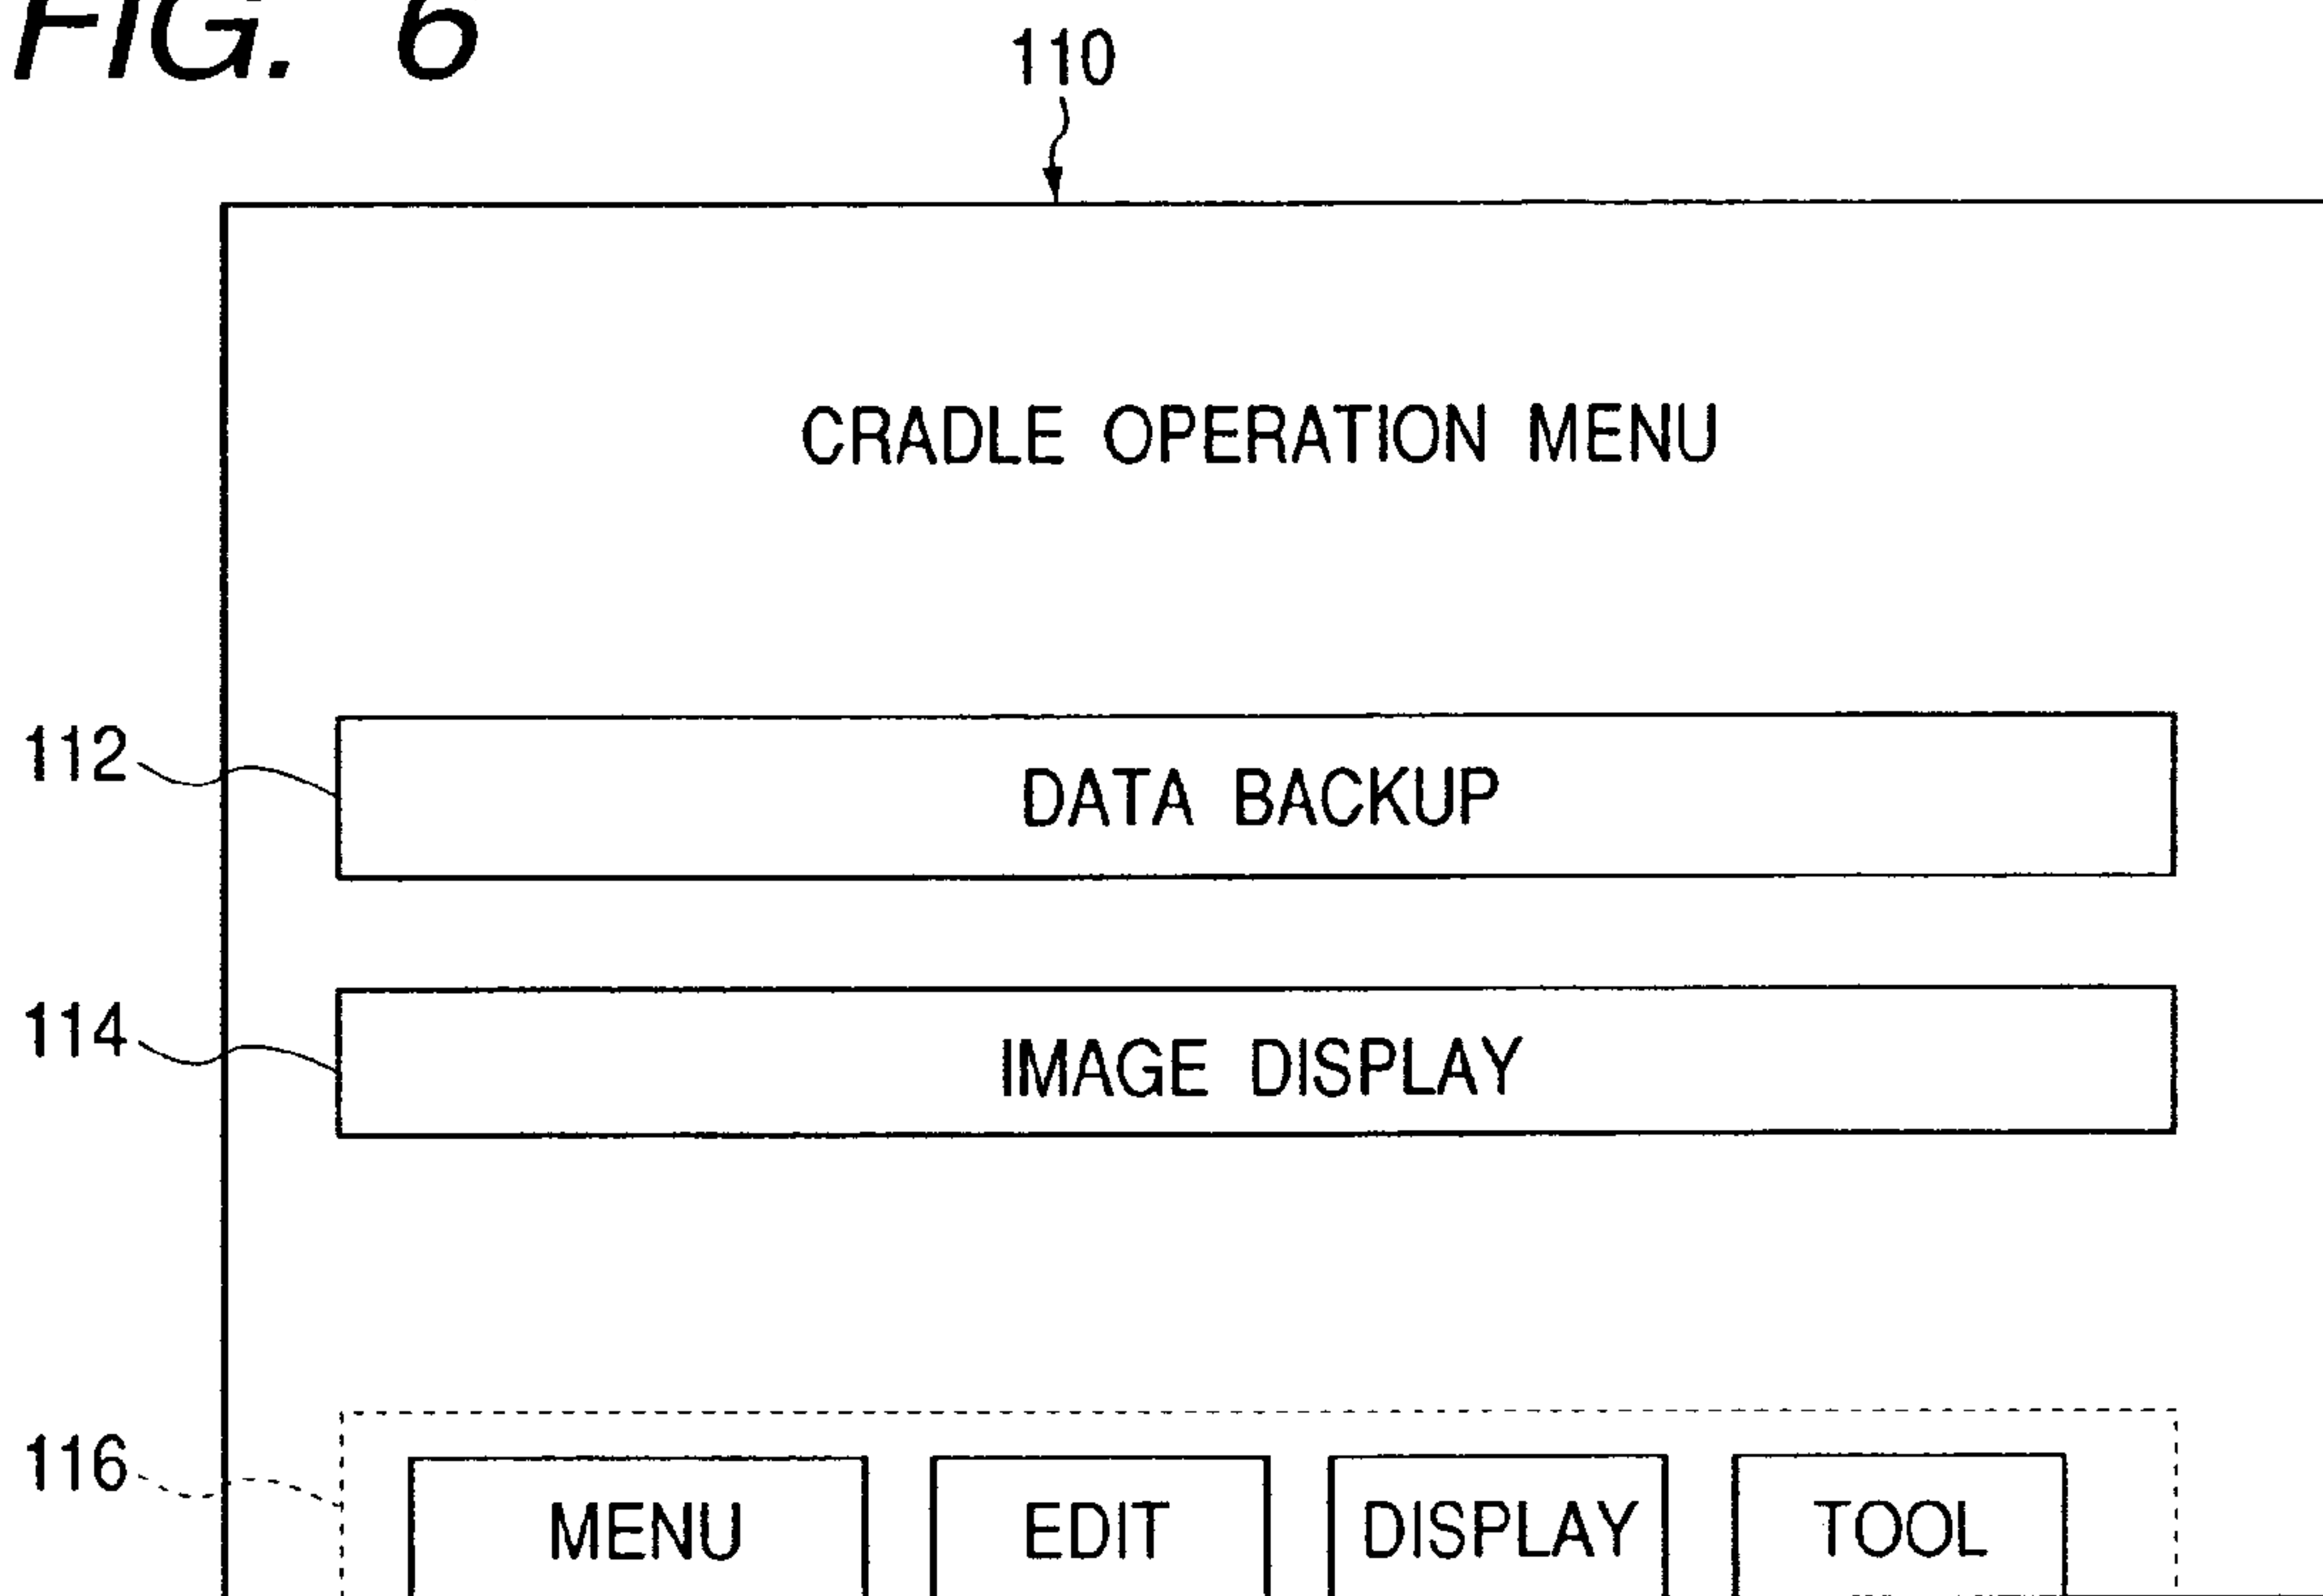 FIG. 6
110
CRADLE OPERATION MENU
112
DATA BACKUP
114
IMAGE DISPLAY
116
MENU EDIT DISPLAY TOOL